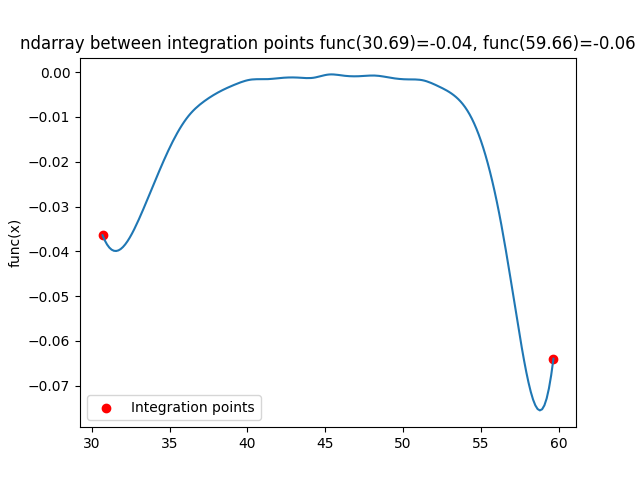 ndarray between integration points func(30.69)=-0.04, func(59.66)=-0.06
0.00
−0.01
−0.02
−0.03
−0.04
−0.05
−0.06
−0.07
func(x)
Integration points
30 35 40 45 50 55 60